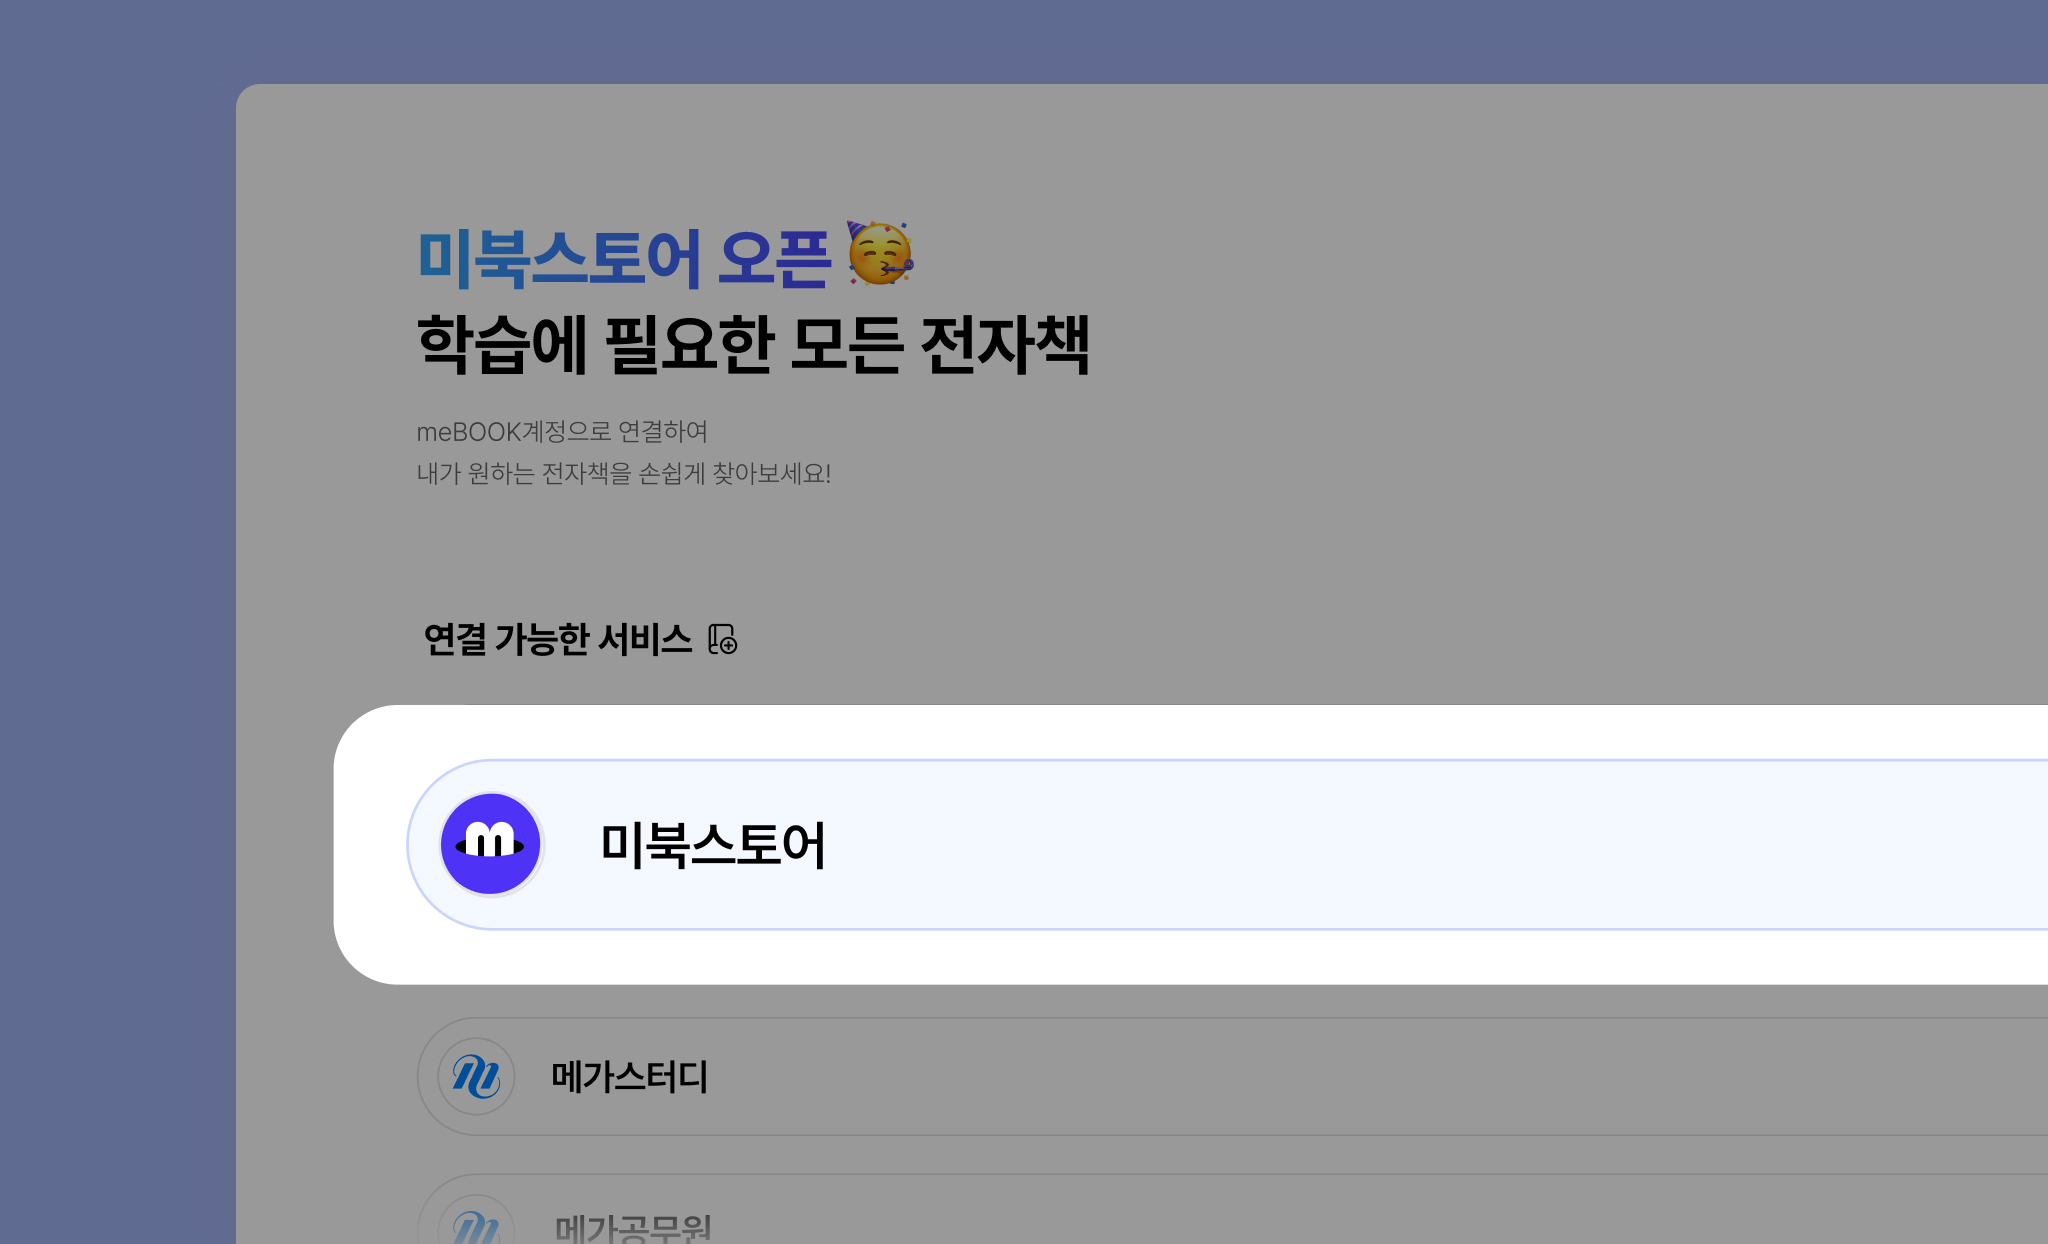 미북스토어 오픈 🥳
학습에 필요한 모든 전자책
meBOOK계정으로 연결하여
내가 원하는 전자책을 손쉽게 찾아보세요!
연결 가능한 서비스
미북스토어
메가스터디
메가공무원